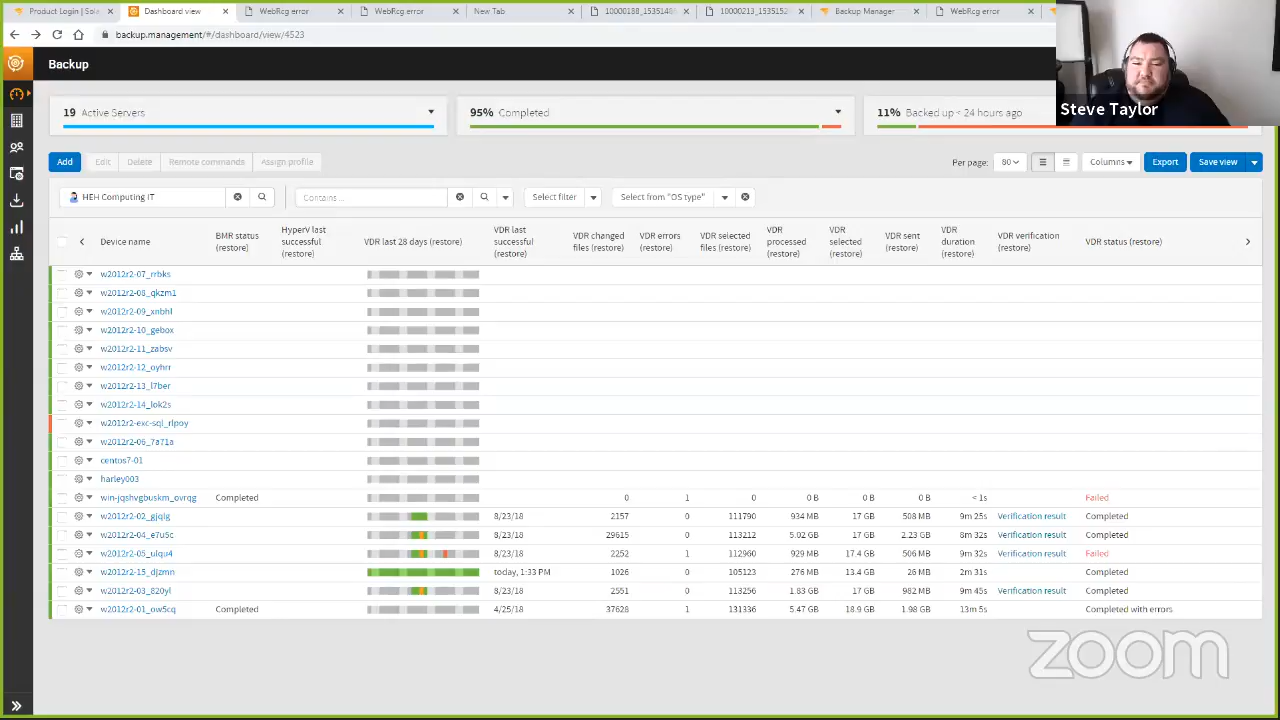 Product Login | Sola
Dashboard view
WebRcg error
WebRcg error
New Tab
Backup Manager
WebRcg error
backup.management/#/dashboard/view/4523
Backup
Steve Taylor
19 Active Servers
95% Completed
11% Backed up < 24 hours ago
Add Edit Delete Remote commands Assign profile
Per page: 80 Columns Export Save view
HEH Computing IT
Contains ...
Select filter
Select from "OS type"
Device name
BMR status (restore)
HyperV last successful (restore)
VDR last 28 days (restore)
VDR last successful (restore)
VDR changed files (restore)
VDR errors (restore)
VDR selected files (restore)
VDR processed (restore)
VDR selected (restore)
VDR sent (restore)
VDR duration (restore)
VDR verification (restore)
VDR status (restore)
w2012r2-07_rrbks
w2012r2-08_qkzm1
w2012r2-09_xnbhl
w2012r2-10_gebox
w2012r2-11_zabsv
w2012r2-12_oyhrr
w2012r2-13_l7ber
w2012r2-14_lok2s
w2012r2-exc-sql_rlpoy
w2012r2-06_7a71a
centos7-01
harley003
win-jqshvgbuskm_ovrqg Completed 0 1 0 0 B 0 B 0 B < 1s Failed
w2012r2-02_gjqlg 8/23/18 2157 0 111790 934 MB 17 GB 508 MB 9m 25s Verification result Completed
w2012r2-04_e7u5c 8/23/18 29615 0 113212 5.02 GB 17 GB 2.23 GB 8m 32s Verification result Completed
w2012r2-05_ulqu4 8/23/18 2252 1 112960 929 MB 17.4 GB 506 MB 9m 32s Verification result Failed
w2012r2-15_djzmn today, 1:33 PM 1026 0 105123 276 MB 13.4 GB 26 MB 2m 31s Completed
w2012r2-03_820yl 8/23/18 2551 0 113256 1.83 GB 17 GB 982 MB 9m 45s Verification result Completed
w2012r2-01_ow5cq Completed 4/25/18 37628 1 131336 5.47 GB 18.9 GB 1.98 GB 13m 5s Completed with errors
zoom